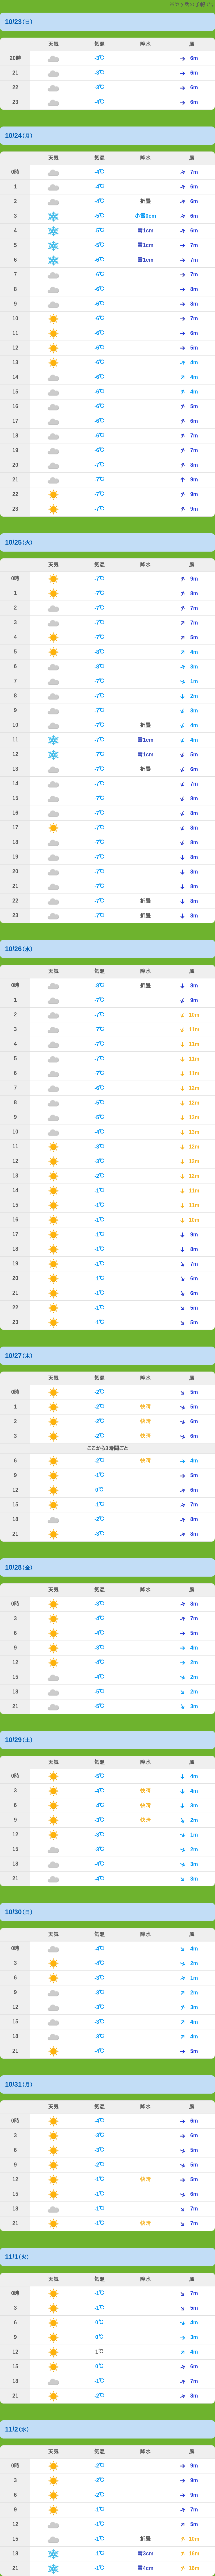 10/23(日)
天気 気温 降水 風
20時 -3℃ 6m
21 -3℃ 6m
22 -3℃ 6m
23 -4℃ 6m
10/24(月)
天気 気温 降水 風
0時 -4℃ 7m
1 -4℃ 6m
2 -4℃ 折曇 6m
3 -5℃ 小雪0cm 6m
4 -5℃ 雪1cm 6m
5 -5℃ 雪1cm 7m
6 -6℃ 雪1cm 7m
7 -6℃ 7m
8 -6℃ 8m
9 -6℃ 8m
10 -6℃ 7m
11 -6℃ 6m
12 -6℃ 5m
13 -6℃ 4m
14 -6℃ 4m
15 -6℃ 4m
16 -6℃ 5m
17 -6℃ 6m
18 -6℃ 7m
19 -6℃ 7m
20 -7℃ 8m
21 -7℃ 9m
22 -7℃ 9m
23 -7℃ 9m
10/25(火)
天気 気温 降水 風
0時 -7℃ 9m
1 -7℃ 8m
2 -7℃ 7m
3 -7℃ 7m
4 -7℃ 5m
5 -8℃ 4m
6 -8℃ 3m
7 -7℃ 1m
8 -7℃ 2m
9 -7℃ 3m
10 -7℃ 折曇 4m
11 -7℃ 雪1cm 4m
12 -7℃ 雪1cm 5m
13 -7℃ 折曇 6m
14 -7℃ 7m
15 -7℃ 8m
16 -7℃ 8m
17 -7℃ 8m
18 -7℃ 8m
19 -7℃ 8m
20 -7℃ 8m
21 -7℃ 8m
22 -7℃ 折曇 8m
23 -7℃ 折曇 8m
10/26(水)
天気 気温 降水 風
0時 -8℃ 折曇 8m
1 -7℃ 9m
2 -7℃ 10m
3 -7℃ 11m
4 -7℃ 11m
5 -7℃ 11m
6 -7℃ 11m
7 -6℃ 12m
8 -5℃ 12m
9 -5℃ 13m
10 -4℃ 13m
11 -3℃ 12m
12 -3℃ 12m
13 -2℃ 12m
14 -1℃ 11m
15 -1℃ 11m
16 -1℃ 10m
17 -1℃ 9m
18 -1℃ 8m
19 -1℃ 7m
20 -1℃ 6m
21 -1℃ 6m
22 -1℃ 5m
23 -1℃ 5m
10/27(木)
天気 気温 降水 風
0時 -2℃ 5m
1 -2℃ 快晴 5m
2 -2℃ 快晴 6m
3 -2℃ 快晴 6m
ここから3時間ごと
6 -2℃ 快晴 4m
9 -1℃ 5m
12 0℃ 6m
15 -1℃ 7m
18 -2℃ 8m
21 -3℃ 8m
10/28(金)
天気 気温 降水 風
0時 -3℃ 8m
3 -4℃ 7m
6 -4℃ 5m
9 -3℃ 4m
12 -4℃ 2m
15 -4℃ 2m
18 -5℃ 2m
21 -5℃ 3m
10/29(土)
天気 気温 降水 風
0時 -5℃ 4m
3 -4℃ 快晴 4m
6 -4℃ 快晴 3m
9 -3℃ 快晴 2m
12 -3℃ 1m
15 -3℃ 2m
18 -4℃ 3m
21 -4℃ 3m
10/30(日)
天気 気温 降水 風
0時 -4℃ 4m
3 -4℃ 2m
6 -3℃ 1m
9 -3℃ 2m
12 -3℃ 3m
15 -3℃ 4m
18 -3℃ 4m
21 -4℃ 5m
10/31(月)
天気 気温 降水 風
0時 -4℃ 6m
3 -3℃ 6m
6 -3℃ 5m
9 -2℃ 5m
12 -1℃ 快晴 5m
15 -1℃ 6m
18 -1℃ 7m
21 -1℃ 快晴 7m
11/1(火)
天気 気温 降水 風
0時 -1℃ 7m
3 -1℃ 5m
6 0℃ 4m
9 0℃ 3m
12 1℃ 4m
15 0℃ 6m
18 -1℃ 7m
21 -2℃ 8m
11/2(水)
天気 気温 降水 風
0時 -2℃ 9m
3 -2℃ 9m
6 -2℃ 9m
9 -1℃ 7m
12 -1℃ 5m
15 -1℃ 折曇 10m
18 -1℃ 雪3cm 16m
21 -1℃ 雪4cm 16m